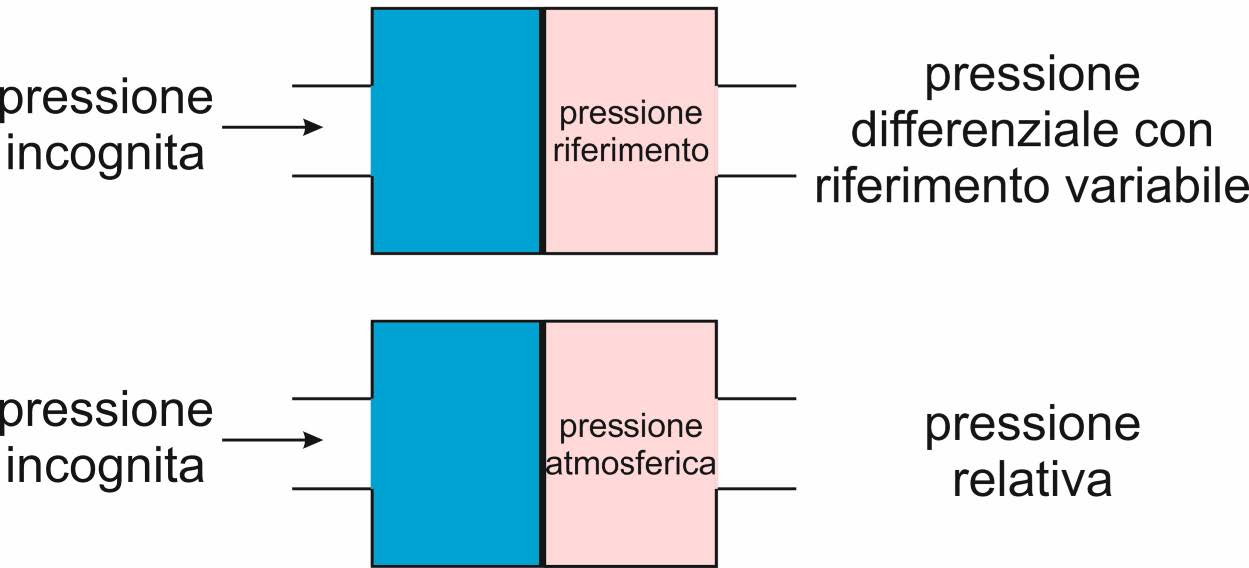 pressione
incognita
pressione
riferimento
pressione
differenziale con
riferimento variabile
pressione
incognita
pressione
atmosferica
pressione
relativa